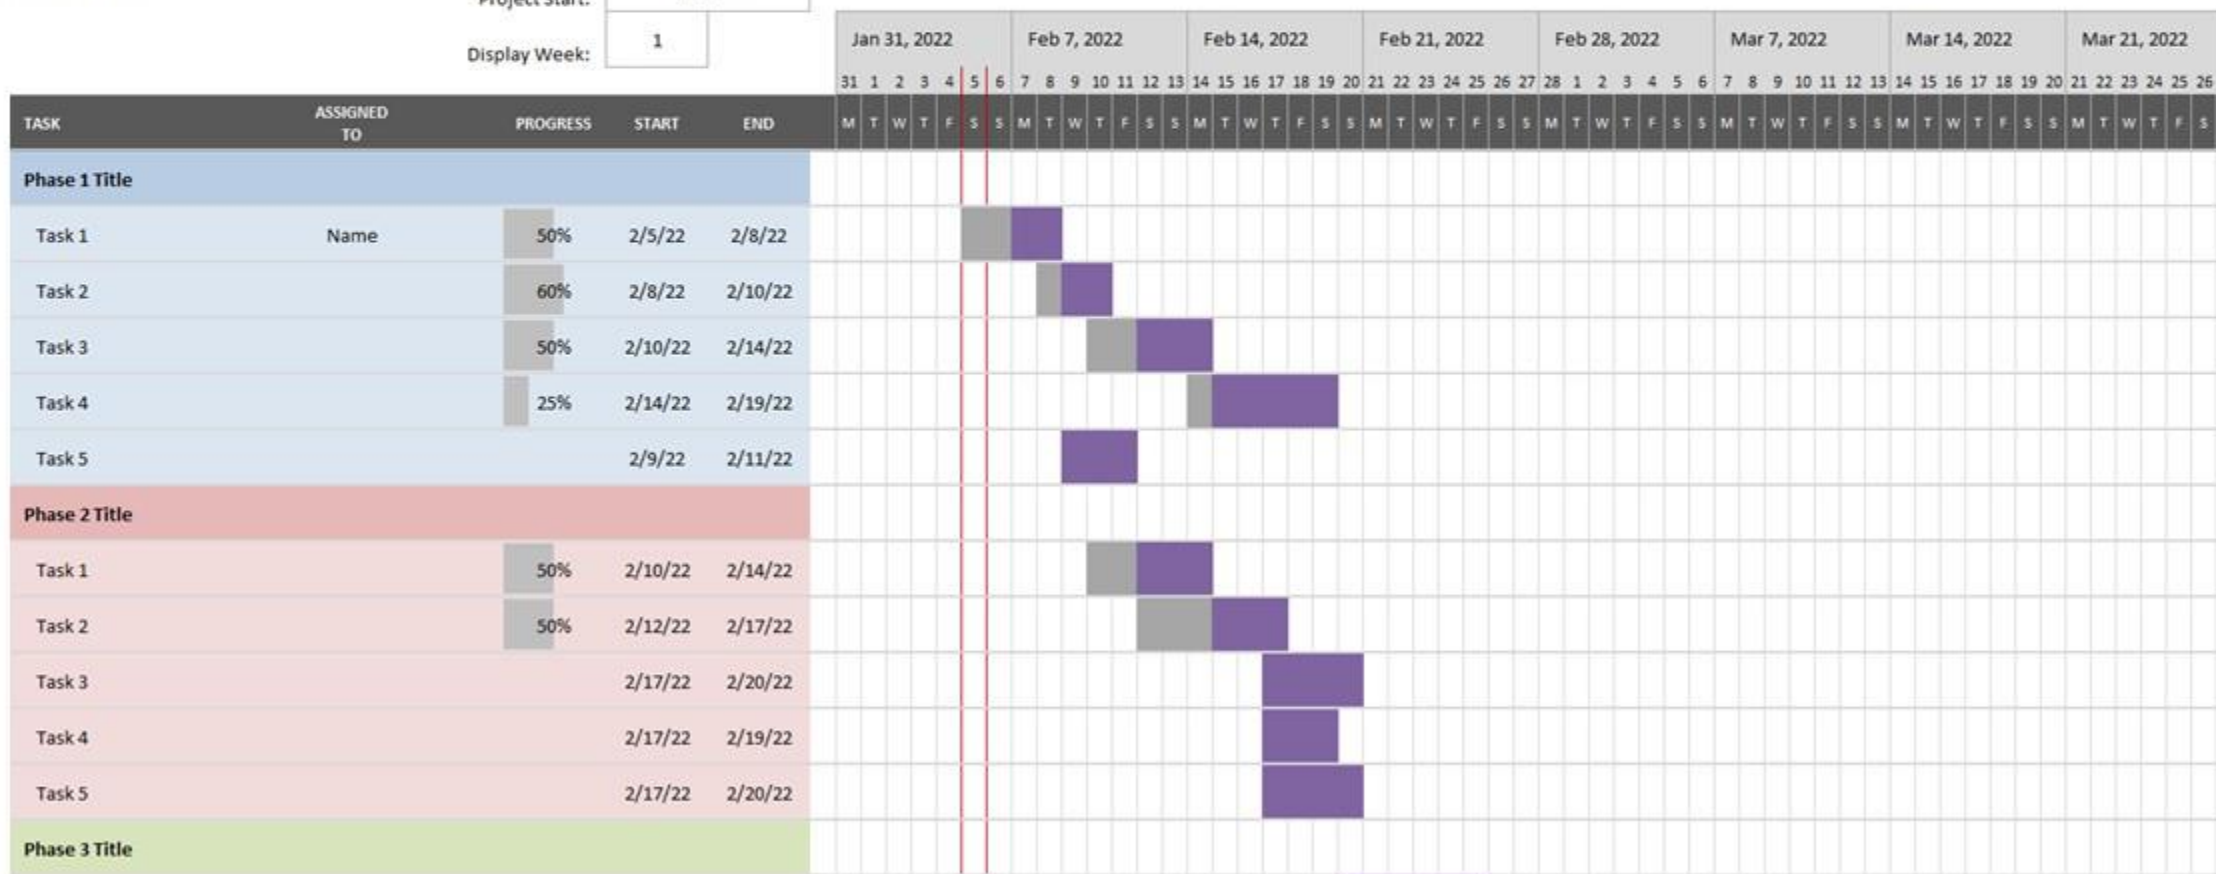 Project Start:
Display Week: 1
Jan 31, 2022 Feb 7, 2022 Feb 14, 2022 Feb 21, 2022 Feb 28, 2022 Mar 7, 2022 Mar 14, 2022 Mar 21, 2022
31 1 2 3 4 5 6 7 8 9 10 11 12 13 14 15 16 17 18 19 20 21 22 23 24 25 26 27 28 1 2 3 4 5 6 7 8 9 10 11 12 13 14 15 16 17 18 19 20 21 22 23 24 25 26
TASK ASSIGNED TO PROGRESS START END M T W T F S S M T W T F S S M T W T F S S M T W T F S S M T W T F S S M T W T F S S M T W T F S S M T W T F S
Phase 1 Title
Task 1 Name 50% 2/5/22 2/8/22
Task 2 60% 2/8/22 2/10/22
Task 3 50% 2/10/22 2/14/22
Task 4 25% 2/14/22 2/19/22
Task 5 2/9/22 2/11/22
Phase 2 Title
Task 1 50% 2/10/22 2/14/22
Task 2 50% 2/12/22 2/17/22
Task 3 2/17/22 2/20/22
Task 4 2/17/22 2/19/22
Task 5 2/17/22 2/20/22
Phase 3 Title